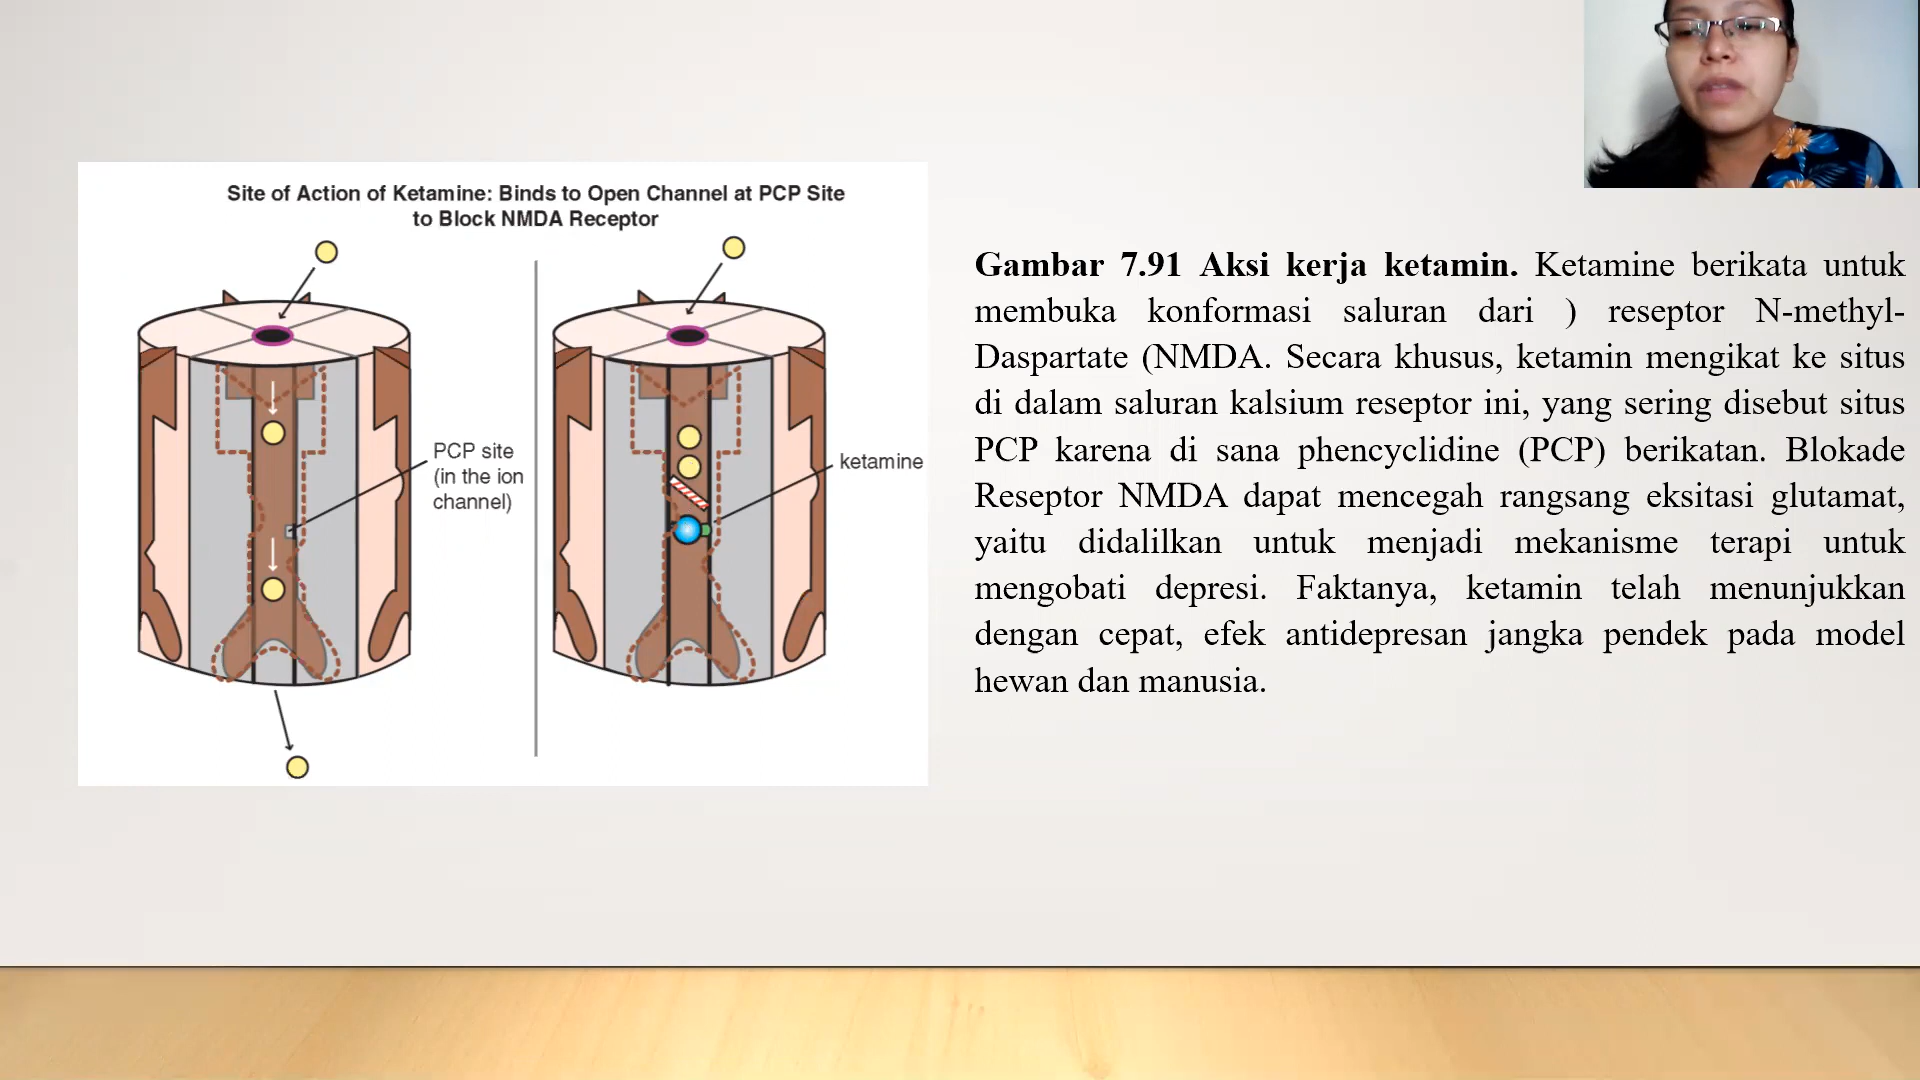 Site of Action of Ketamine: Binds to Open Channel at PCP Site
to Block NMDA Receptor
PCP site
(in the ion
channel)
ketamine
Gambar 7.91 Aksi kerja ketamin. Ketamine berikata untuk
membuka konformasi saluran dari ) reseptor N-methyl-
Daspartate (NMDA. Secara khusus, ketamin mengikat ke situs
di dalam saluran kalsium reseptor ini, yang sering disebut situs
PCP karena di sana phencyclidine (PCP) berikatan. Blokade
Reseptor NMDA dapat mencegah rangsang eksitasi glutamat,
yaitu didalilkan untuk menjadi mekanisme terapi untuk
mengobati depresi. Faktanya, ketamin telah menunjukkan
dengan cepat, efek antidepresan jangka pendek pada model
hewan dan manusia.